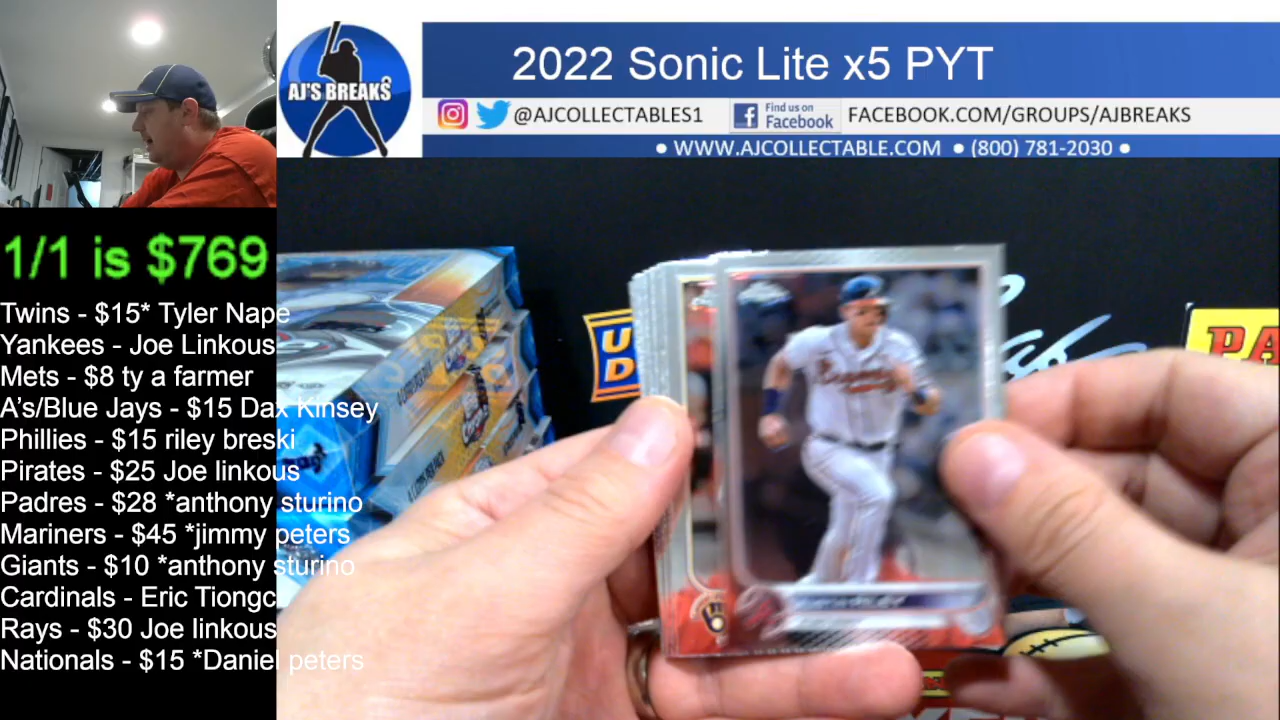 2022 Sonic Lite x5 PYT
AJ'S BREAKS
@AJCOLLECTABLES1
Find us on
Facebook
FACEBOOK.COM/GROUPS/AJBREAKS
• WWW.AJCOLLECTABLE.COM • (800) 781-2030 •
1/1 is $769
Twins - $15* Tyler Nape
Yankees - Joe Linkous
Mets - $8 ty a farmer
A's/Blue Jays - $15 Dax Kinsey
Phillies - $15 riley breski
Pirates - $25 Joe linkous
Padres - $28 *anthony sturino
Mariners - $45 *jimmy peters
Giants - $10 *anthony sturino
Cardinals - Eric Tiongc
Rays - $30 Joe linkous
Nationals - $15 *Daniel peters